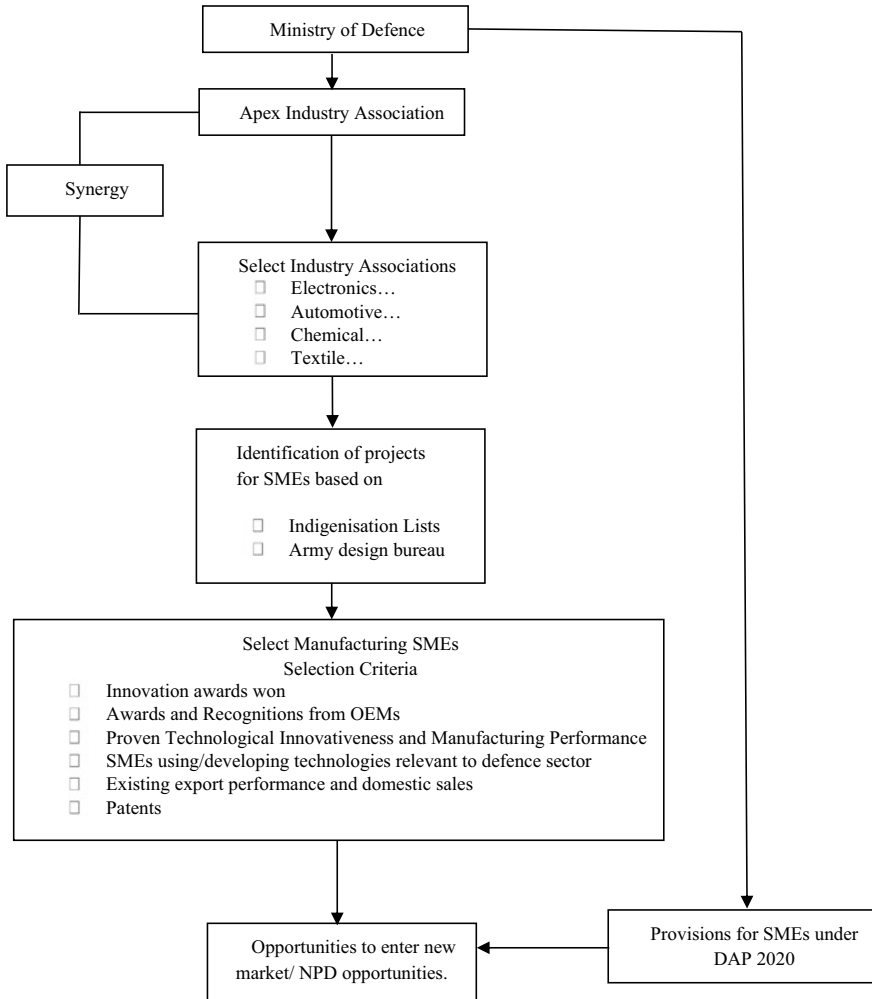 Ministry of Defence
Apex Industry Association
Synergy
Select Industry Associations
Electronics…
Automotive…
Chemical…
Textile…
Identification of projects
for SMEs based on
Indigenisation Lists
Army design bureau
Select Manufacturing SMEs
Selection Criteria
Innovation awards won
Awards and Recognitions from OEMs
Proven Technological Innovativeness and Manufacturing Performance
SMEs using/developing technologies relevant to defence sector
Existing export performance and domestic sales
Patents
Opportunities to enter new
market/ NPD opportunities.
Provisions for SMEs under
DAP 2020